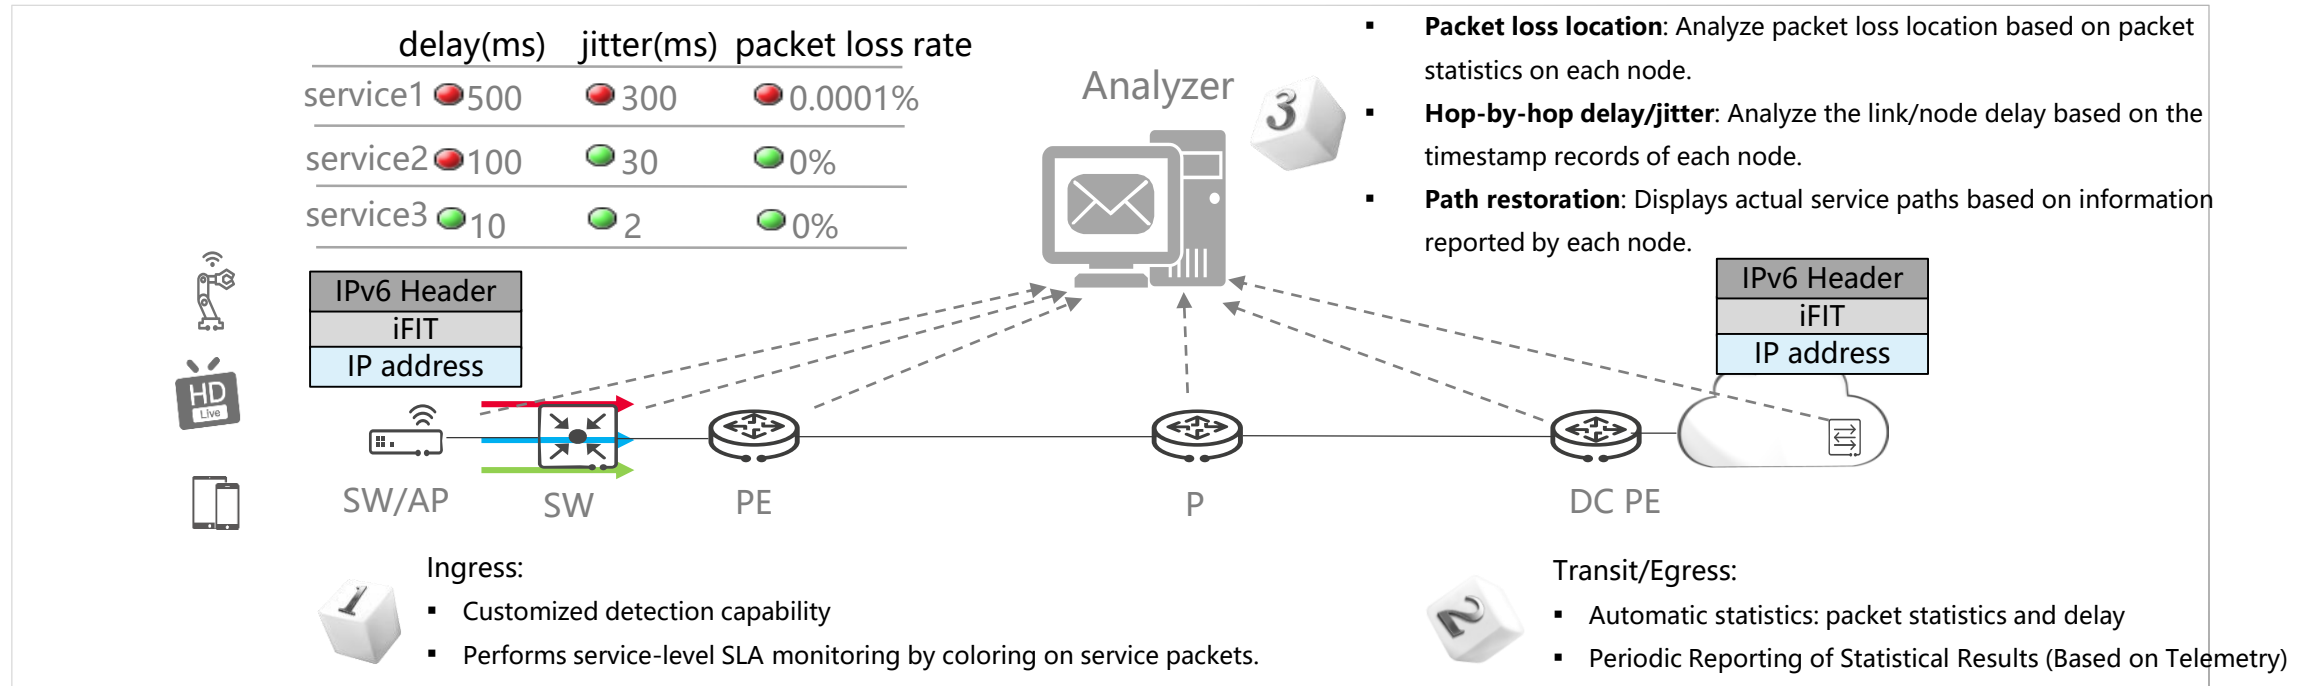 delay(ms) jitter(ms) packet loss rate
service1 500 300 0.0001%
service2 100 30 0%
service3 10 2 0%
Analyzer
3
▪ Packet loss location: Analyze packet loss location based on packet
statistics on each node.
▪ Hop-by-hop delay/jitter: Analyze the link/node delay based on the
timestamp records of each node.
▪ Path restoration: Displays actual service paths based on information
reported by each node.
IPv6 Header
iFIT
IP address
IPv6 Header
iFIT
IP address
HD
Live
SW/AP
SW
PE
P
DC PE
1
Ingress:
▪ Customized detection capability
▪ Performs service-level SLA monitoring by coloring on service packets.
2
Transit/Egress:
▪ Automatic statistics: packet statistics and delay
▪ Periodic Reporting of Statistical Results (Based on Telemetry)